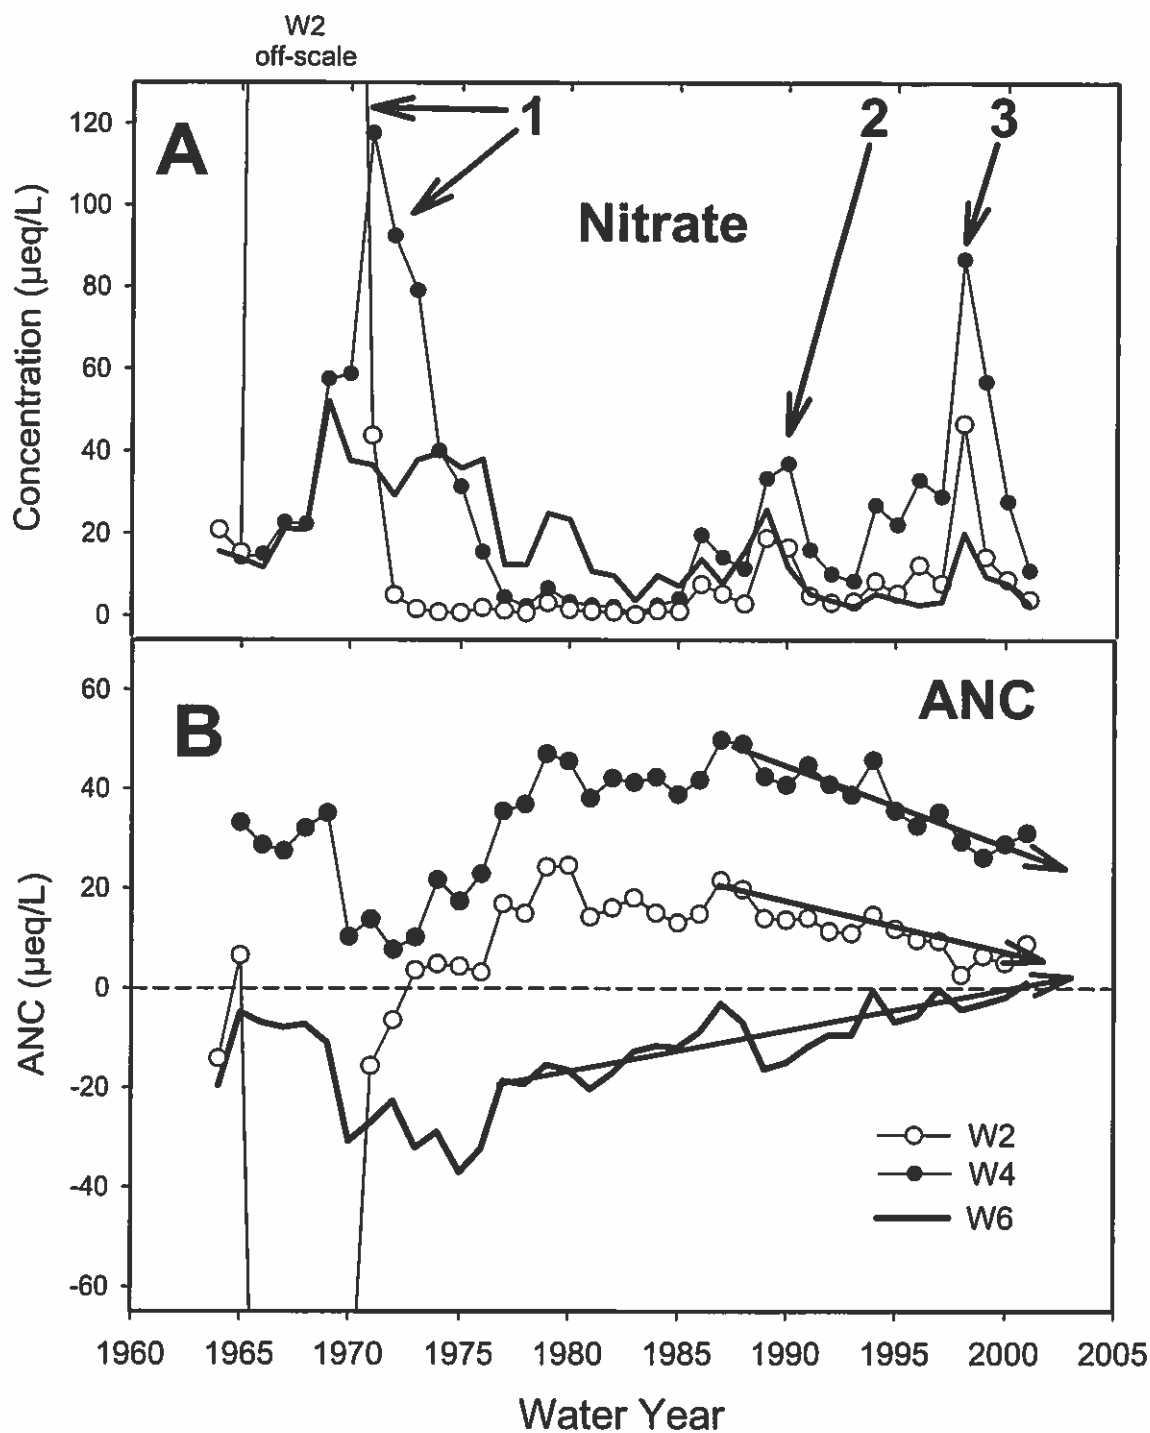 W2
off-scale
A
1
2
3
Nitrate
Concentration (µeq/L)
120
100
80
60
40
20
0
B
ANC
ANC (µeq/L)
60
40
20
0
-20
-40
-60
W2
W4
W6
1960 1965 1970 1975 1980 1985 1990 1995 2000 2005
Water Year